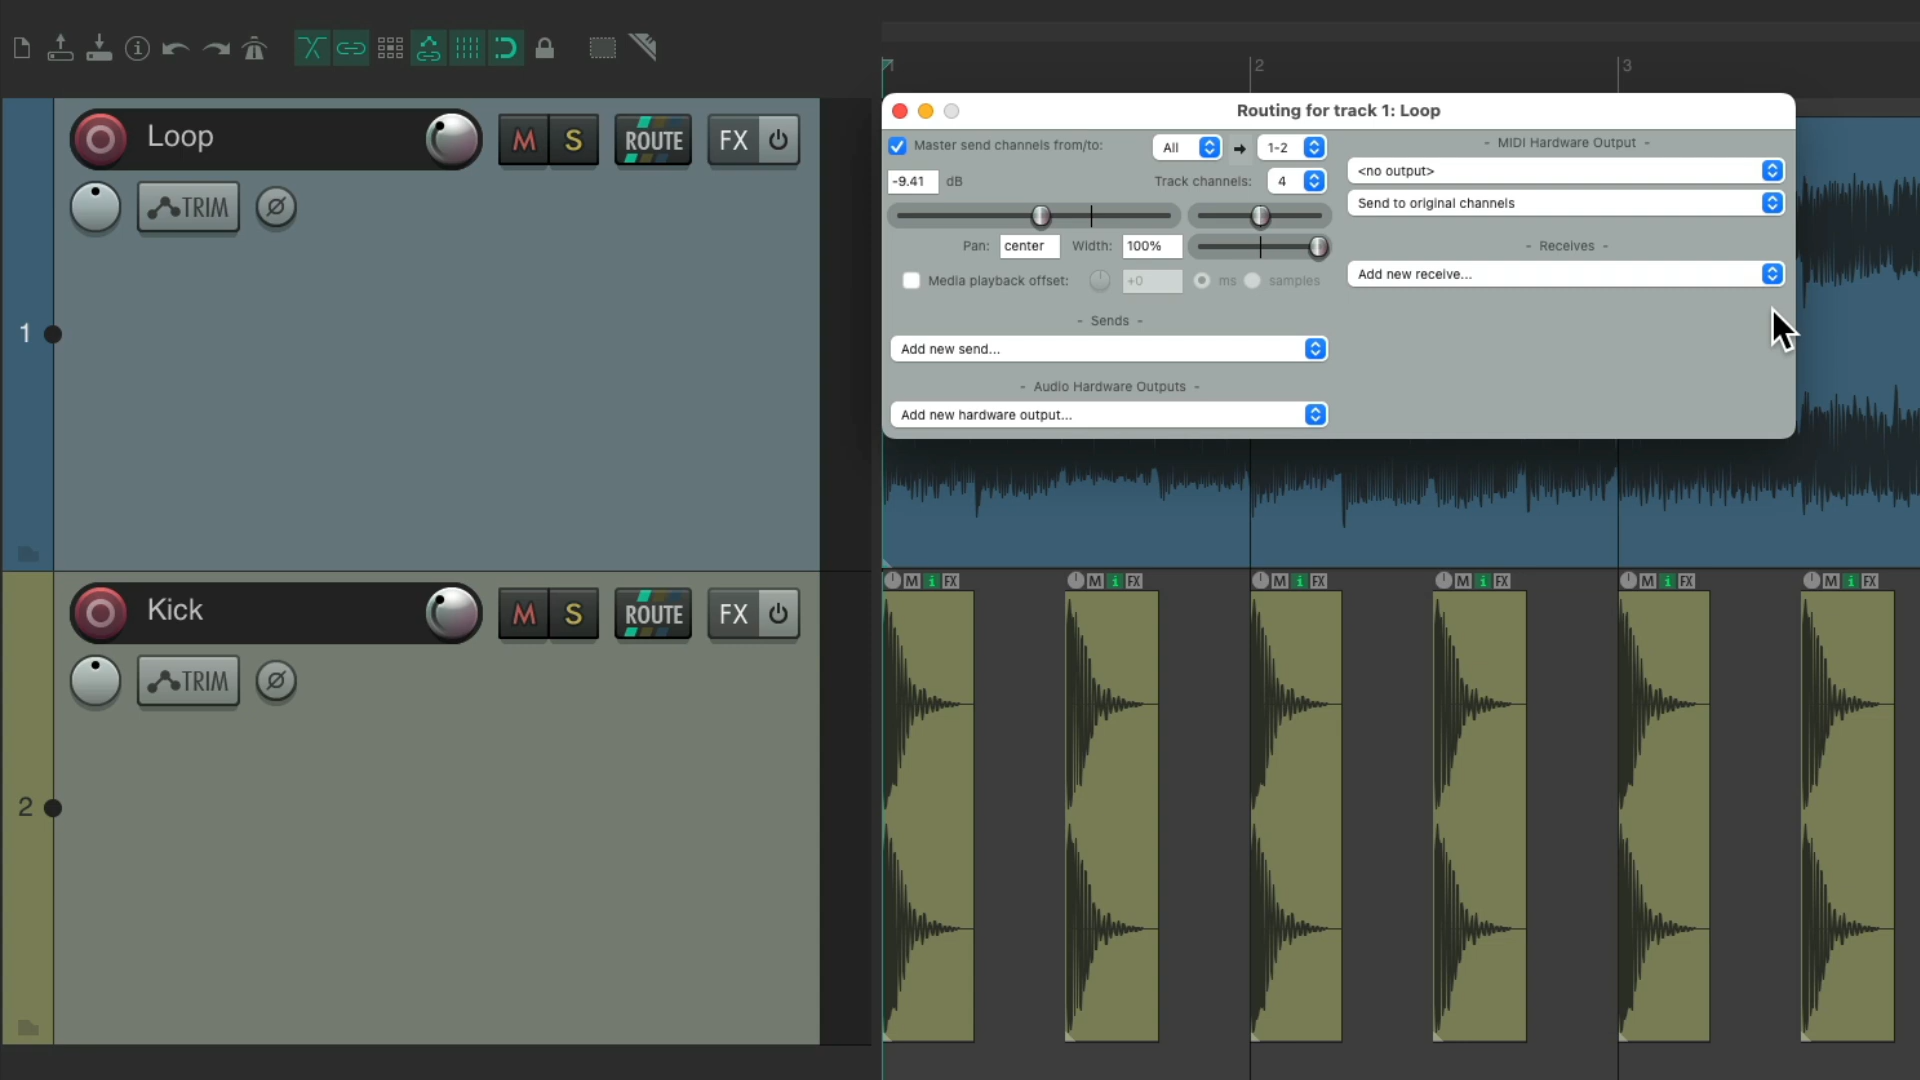 1
2
3
Routing for track 1: Loop
Master send channels from/to:
All
1-2
-9.41
dB
Track channels:
4
Pan:
center
Width:
100%
Media playback offset:
+0
ms
samples
- Sends -
Add new send...
- Audio Hardware Outputs -
Add new hardware output...
- MIDI Hardware Output -
<no output>
Send to original channels
- Receives -
Add new receive...
Loop
M
S
ROUTE
FX
TRIM
1
Kick
M
S
ROUTE
FX
TRIM
2
M i FX
M i FX
M i FX
M i FX
M i FX
M i FX